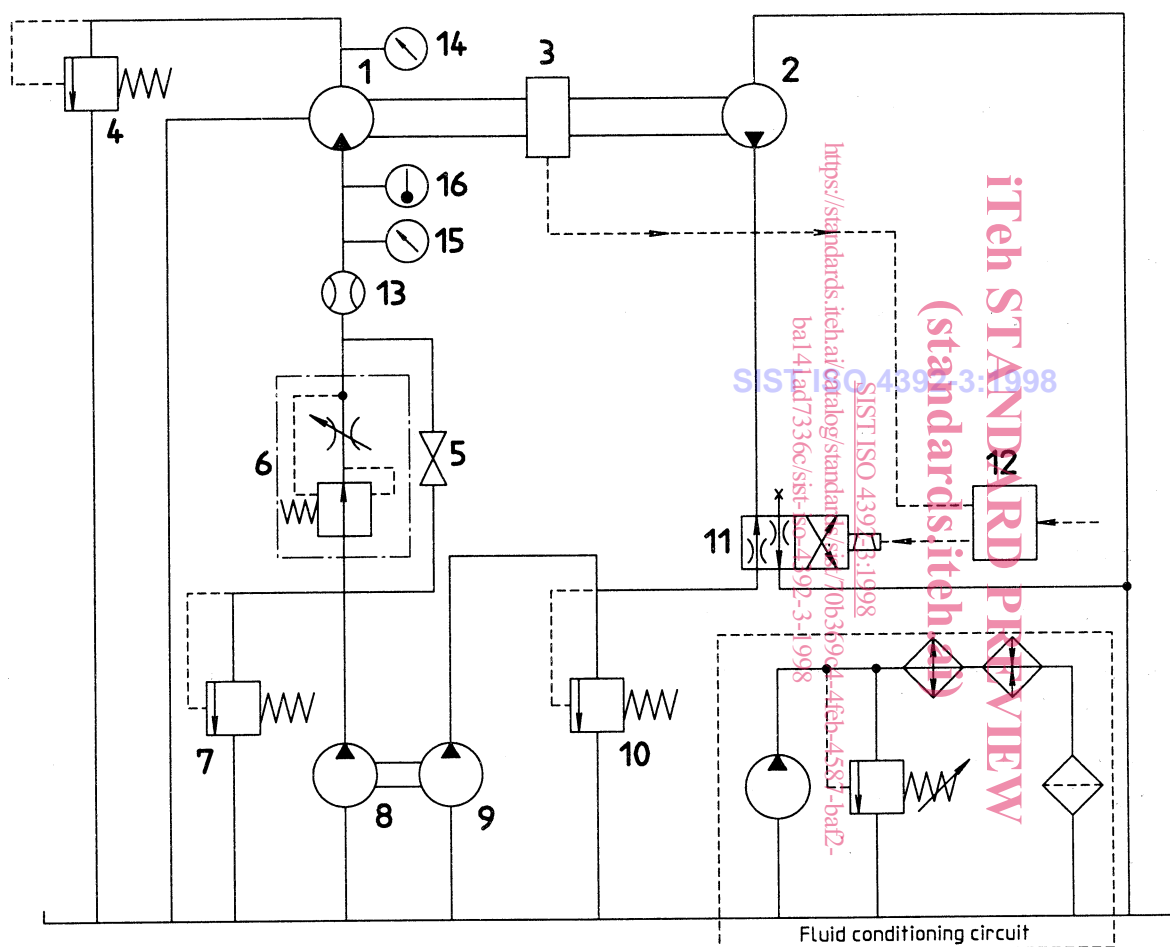 14
3
1
2
4
16
15
13
6
5
12
11
7
10
8
9
Fluid conditioning circuit
iTeh STANDARD PREVIEW
(standards.iteh.ai)
SIST ISO 4392-3:1998
SIST ISO 4392-3:1998
https://standards.iteh.ai/catalog/standards/sist/70b369c4-4feb-4587-baf2-
ba141ad7336c/sist-iso-4392-3-1998
x